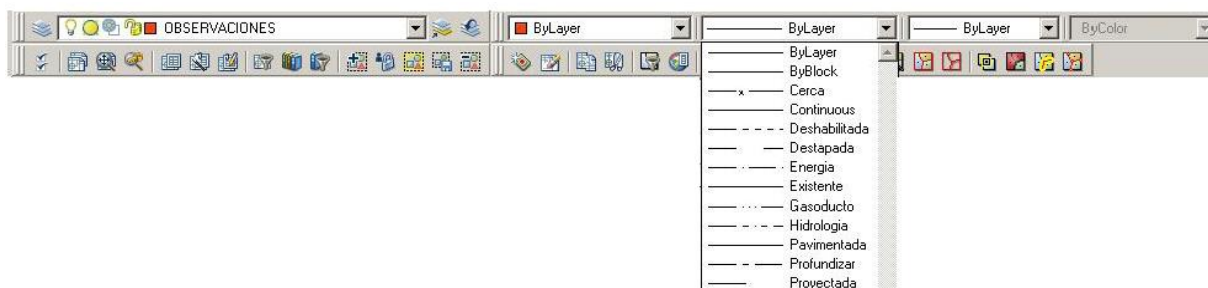 OBSERVACIONES
ByLayer
ByLayer
ByLayer
ByColor
ByLayer
ByBlock
Cerca
Continuous
Deshabilitada
Destapada
Energia
Existente
Gasoducto
Hidrologia
Pavimentada
Profundizar
Proyectada